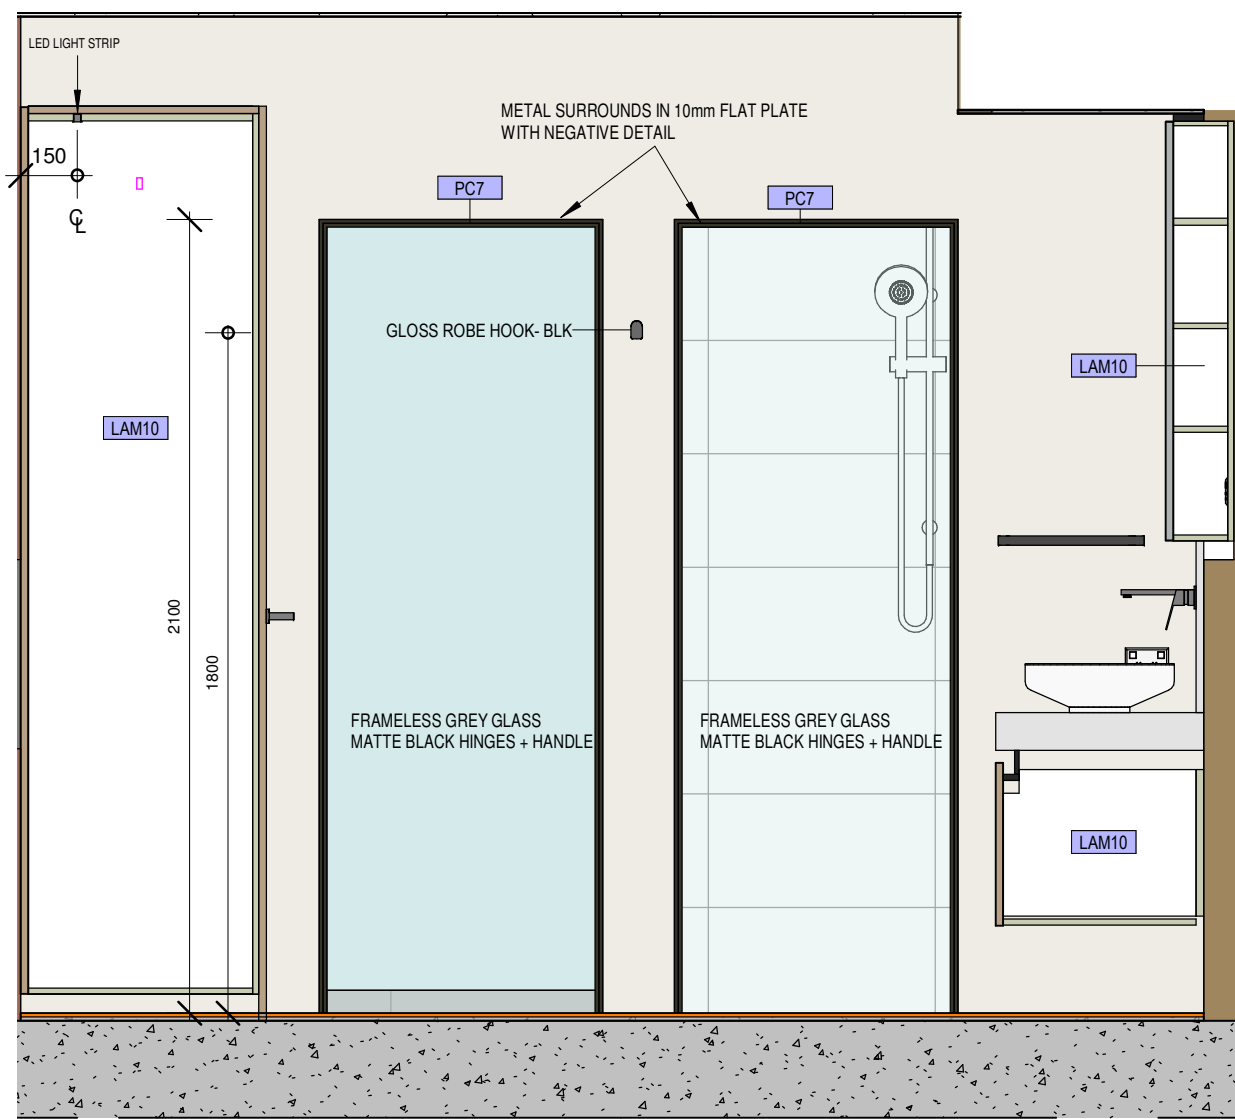 LED LIGHT STRIP
METAL SURROUNDS IN 10mm FLAT PLATE
WITH NEGATIVE DETAIL
150
PC7
PC7
CL
GLOSS ROBE HOOK- BLK
LAM10
LAM10
2100
1800
FRAMELESS GREY GLASS
MATTE BLACK HINGES + HANDLE
FRAMELESS GREY GLASS
MATTE BLACK HINGES + HANDLE
LAM10